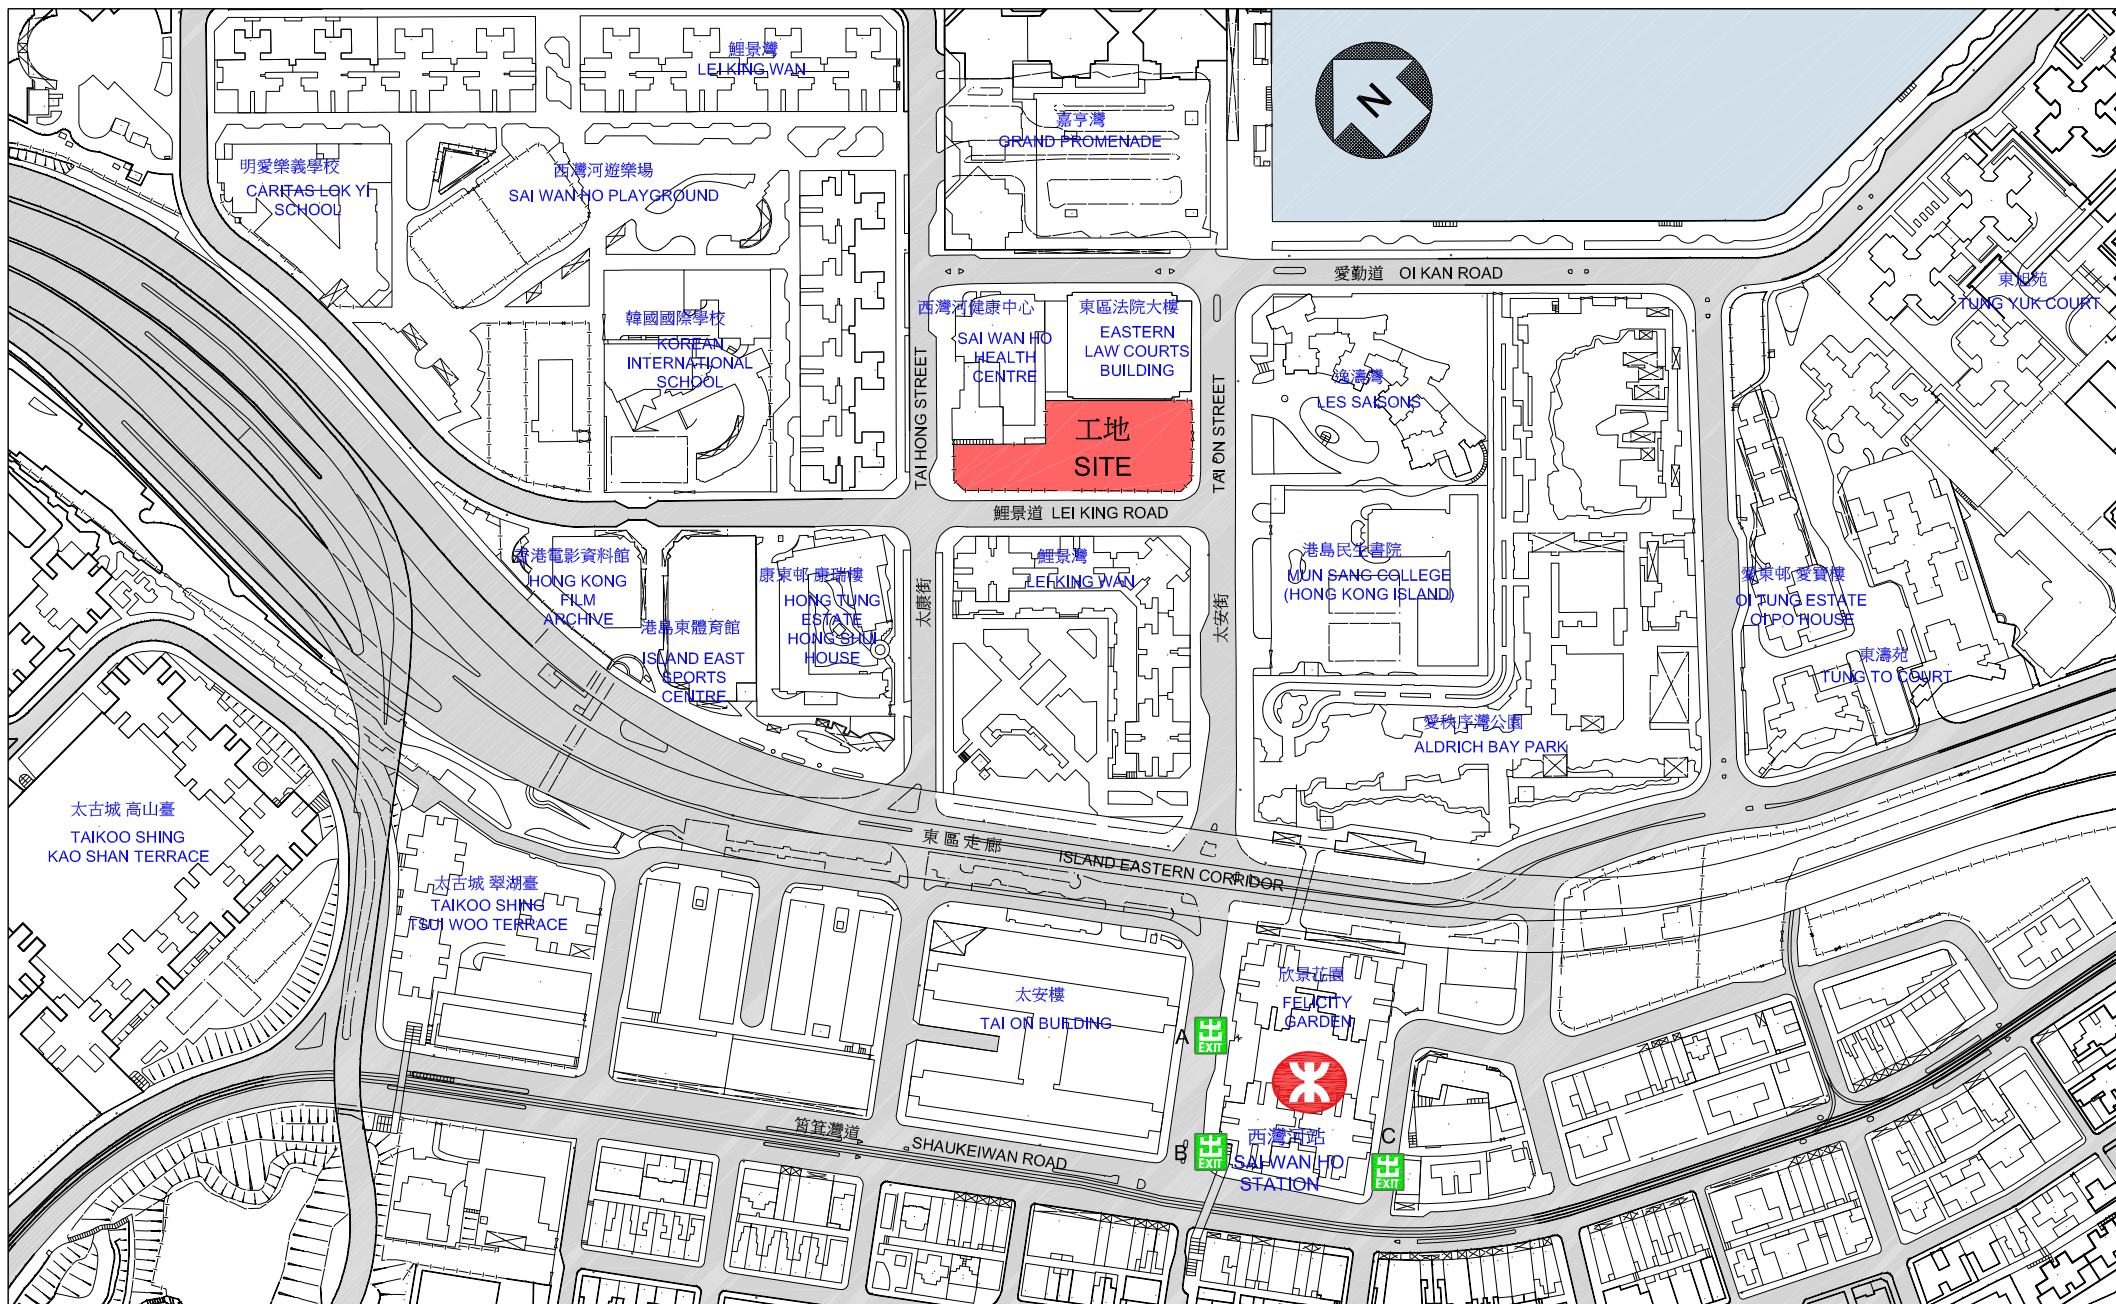 鯉景灣
LEI KING WAN
嘉亨灣
GRAND PROMENADE
N
明愛樂義學校
CARITAS LOK YI
SCHOOL
西灣河遊樂場
SAI WAN HO PLAYGROUND
愛勤道 OI KAN ROAD
東旭苑
TUNG YUK COURT
韓國國際學校
KOREAN
INTERNATIONAL
SCHOOL
西灣河健康中心
SAI WAN HO
HEALTH
CENTRE
東區法院大樓
EASTERN
LAW COURTS
BUILDING
逸濤灣
LES SAISONS
TAI HONG STREET
TAI ON STREET
工地
SITE
鯉景道 LEI KING ROAD
香港電影資料館
HONG KONG
FILM
ARCHIVE
港島東體育館
ISLAND EAST
SPORTS
CENTRE
康東邨 康瑞樓
HONG TUNG
ESTATE
HONG SHUI
HOUSE
太康街
鯉景灣
LEI KING WAN
太安街
港島民生書院
MUN SANG COLLEGE
(HONG KONG ISLAND)
愛東邨 愛寶樓
OI TUNG ESTATE
OI PO HOUSE
東濤苑
TUNG TO COURT
愛秩序灣公園
ALDRICH BAY PARK
太古城 高山臺
TAIKOO SHING
KAO SHAN TERRACE
東區走廊
ISLAND EASTERN CORRIDOR
太古城 翠湖臺
TAIKOO SHING
TSUI WOO TERRACE
太安樓
TAI ON BUILDING
欣景花園
FELICITY
GARDEN
A
出
EXIT
筲箕灣道
SHAUKEIWAN ROAD
B
出
EXIT
西灣河站
SAI WAN HO
STATION
C
出
EXIT